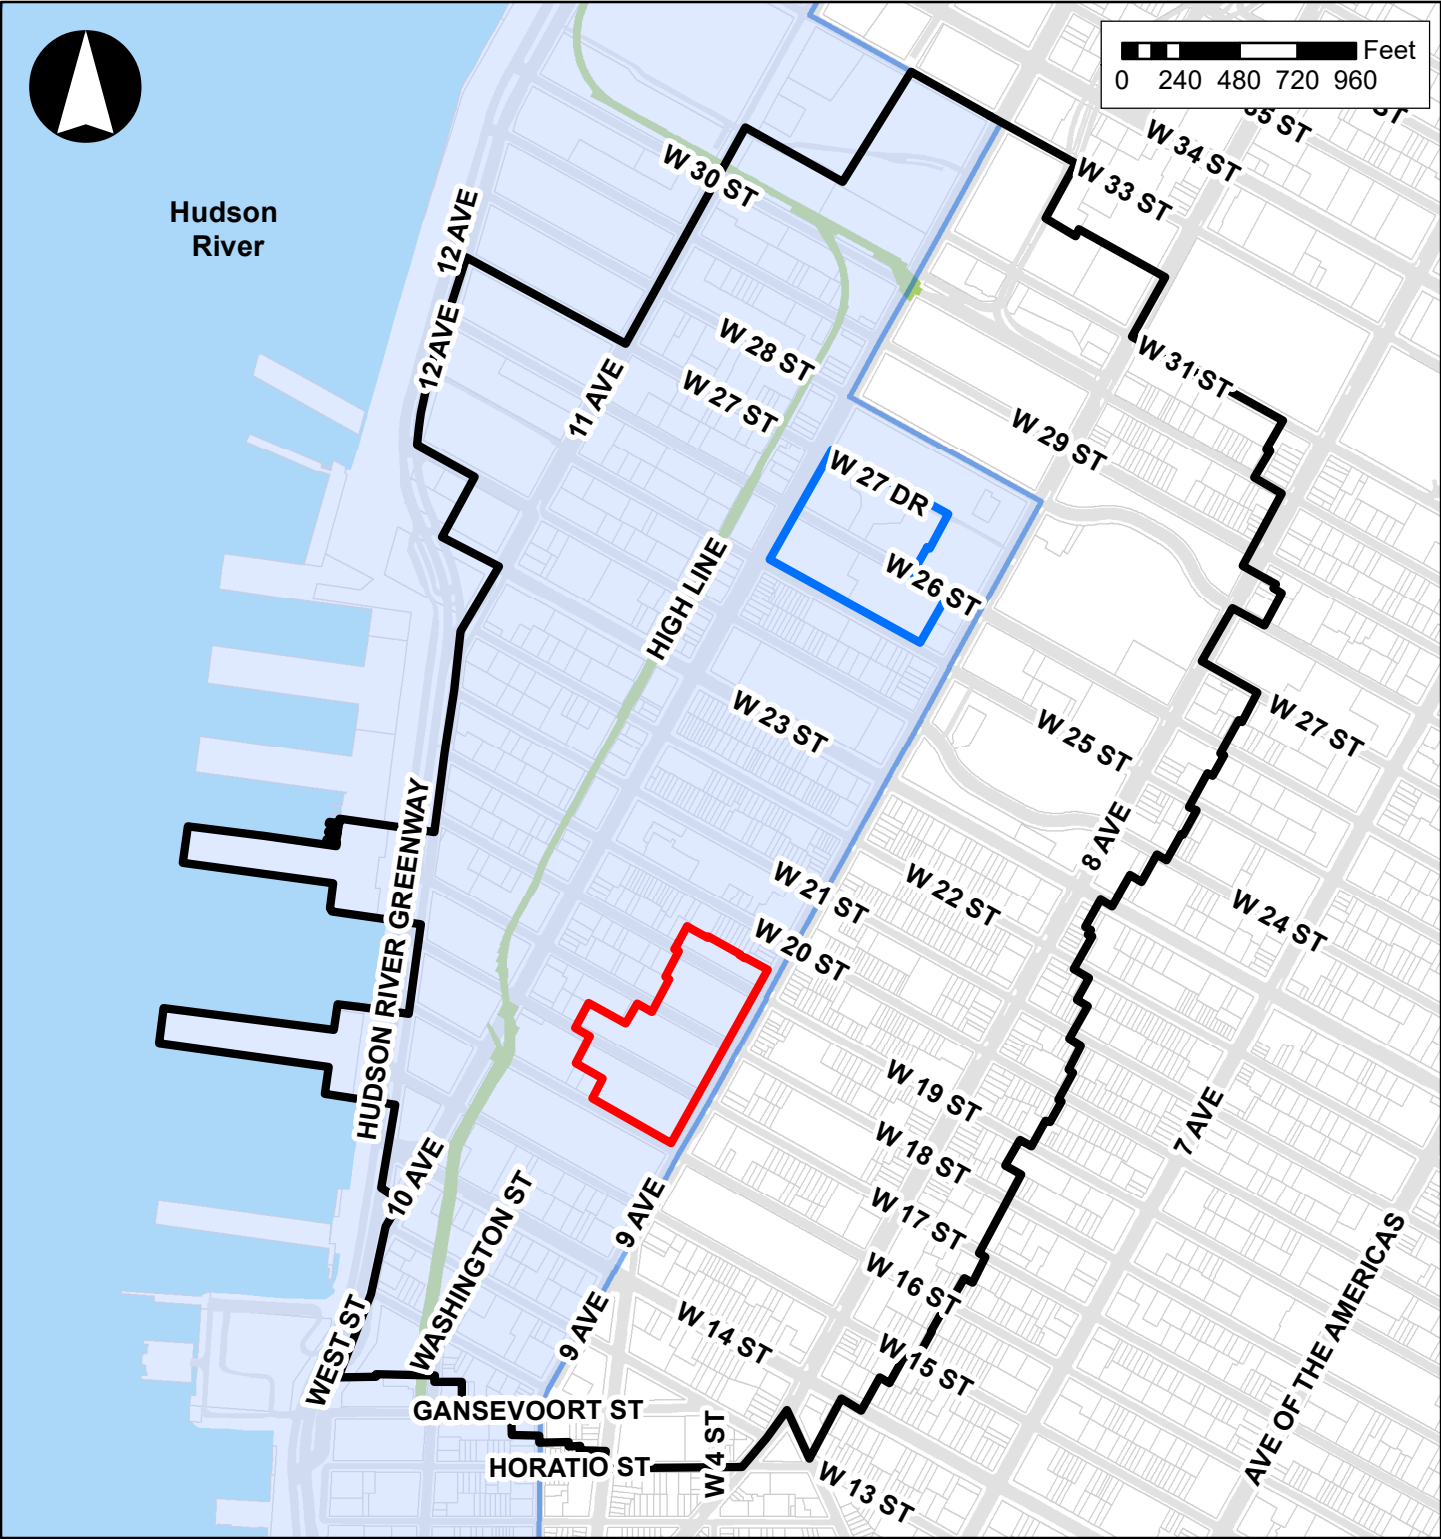 Feet
0 240 480 720 960
35 ST
ST
W 34 ST
W 33 ST
W 30 ST
Hudson
River
12 AVE
12 AVE
W 28 ST
W 31 ST
W 27 ST
11 AVE
W 29 ST
W 27 DR
W 26 ST
HIGH LINE
W 23 ST
W 25 ST
W 27 ST
8 AVE
W 21 ST
W 22 ST
W 24 ST
W 20 ST
HUDSON RIVER GREENWAY
W 19 ST
W 18 ST
7 AVE
10 AVE
WASHINGTON ST
9 AVE
W 17 ST
W 16 ST
AVE OF THE AMERICAS
WEST ST
9 AVE
W 14 ST
W 15 ST
GANSEVOORT ST
W 4 ST
HORATIO ST
W 13 ST